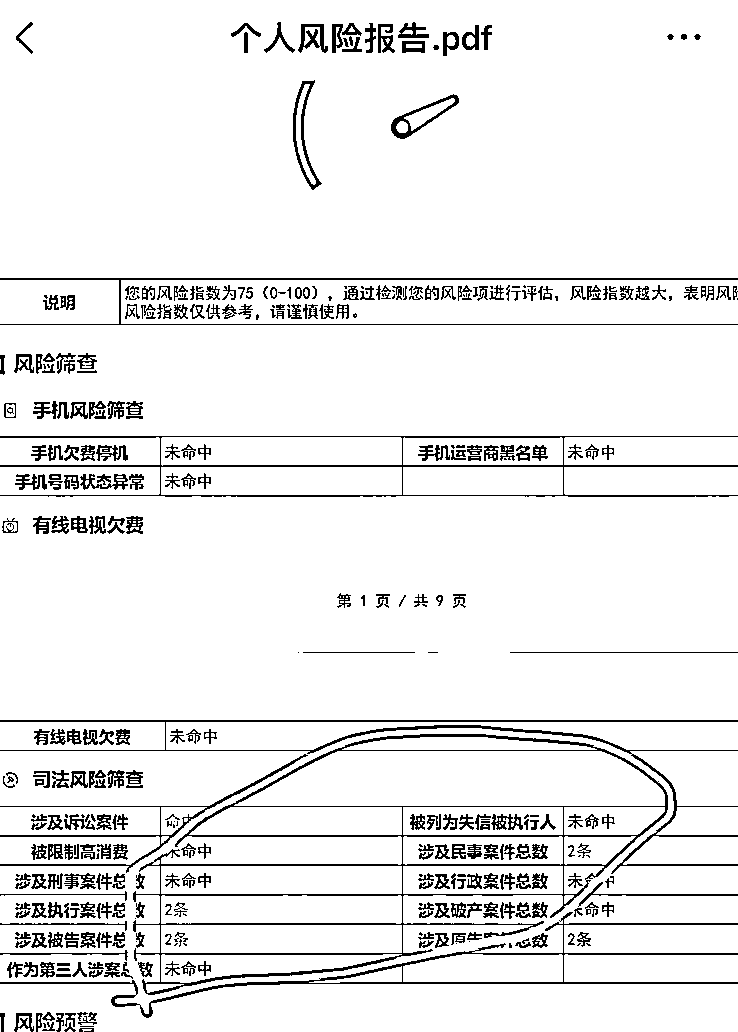 个人风险报告.pdf
说明 您的风险指数为75（0-100），通过检测您的风险项进行评估，风险指数越大，表明风险
风险指数仅供参考，请谨慎使用。
风险筛查
手机风险筛查
手机欠费停机 未命中 手机运营商黑名单 未命中
手机号码状态异常 未命中
有线电视欠费
第 1 页 / 共 9 页
有线电视欠费 未命中
司法风险筛查
涉及诉讼案件 命中 被列为失信被执行人 未命中
被限制高消费 未命中 涉及民事案件总数 2条
涉及刑事案件总数 未命中 涉及行政案件总数 未命中
涉及执行案件总数 2条 涉及破产案件总数 未命中
涉及被告案件总数 2条 涉及原告案件总数 2条
作为第三人涉案总数 未命中
风险预警